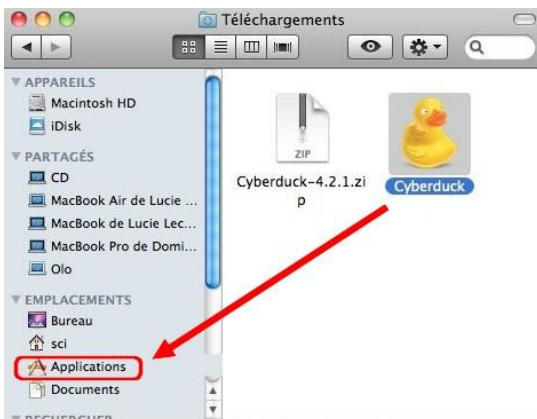 Téléchargements
APPAREILS
Macintosh HD
iDisk
PARTAGÉS
CD
MacBook Air de Lucie ...
MacBook de Lucie Lec...
MacBook Pro de Domi...
Olo
EMPLACEMENTS
Bureau
sci
Applications
Documents
RECHERCHER
ZIP
Cyberduck-4.2.1.zi
p
Cyberduck